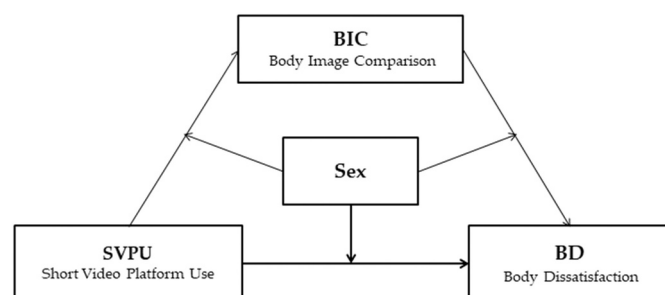 BIC
Body Image Comparison
Sex
SVPU
Short Video Platform Use
BD
Body Dissatisfaction